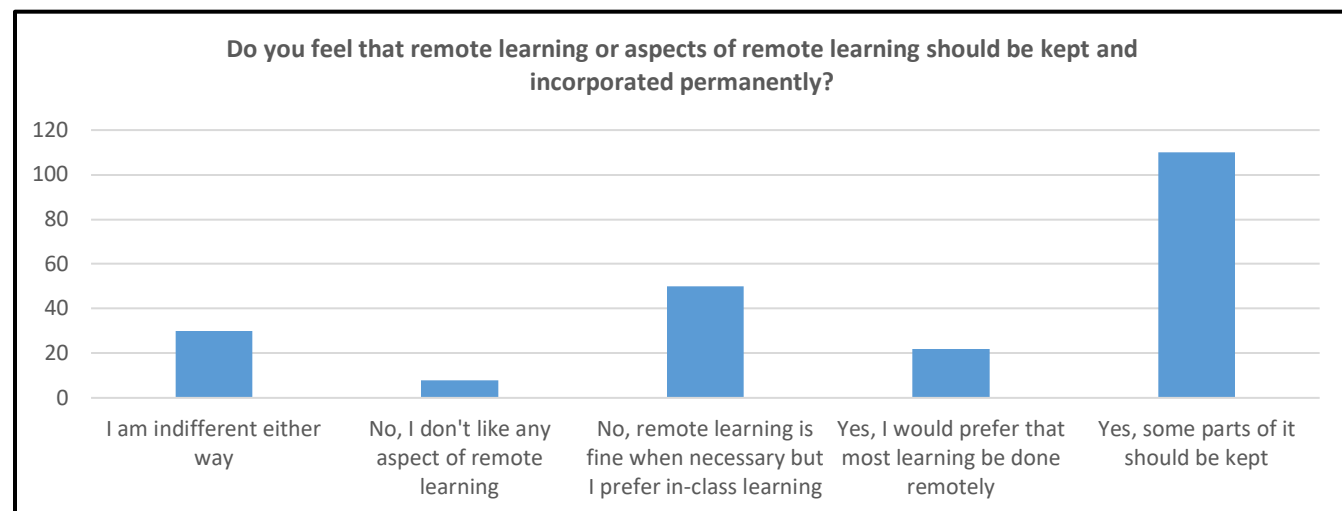 Do you feel that remote learning or aspects of remote learning should be kept and
incorporated permanently?
120
100
80
60
40
20
0
I am indifferent either
way
No, I don't like any
aspect of remote
learning
No, remote learning is
fine when necessary but
I prefer in-class learning
Yes, I would prefer that
most learning be done
remotely
Yes, some parts of it
should be kept